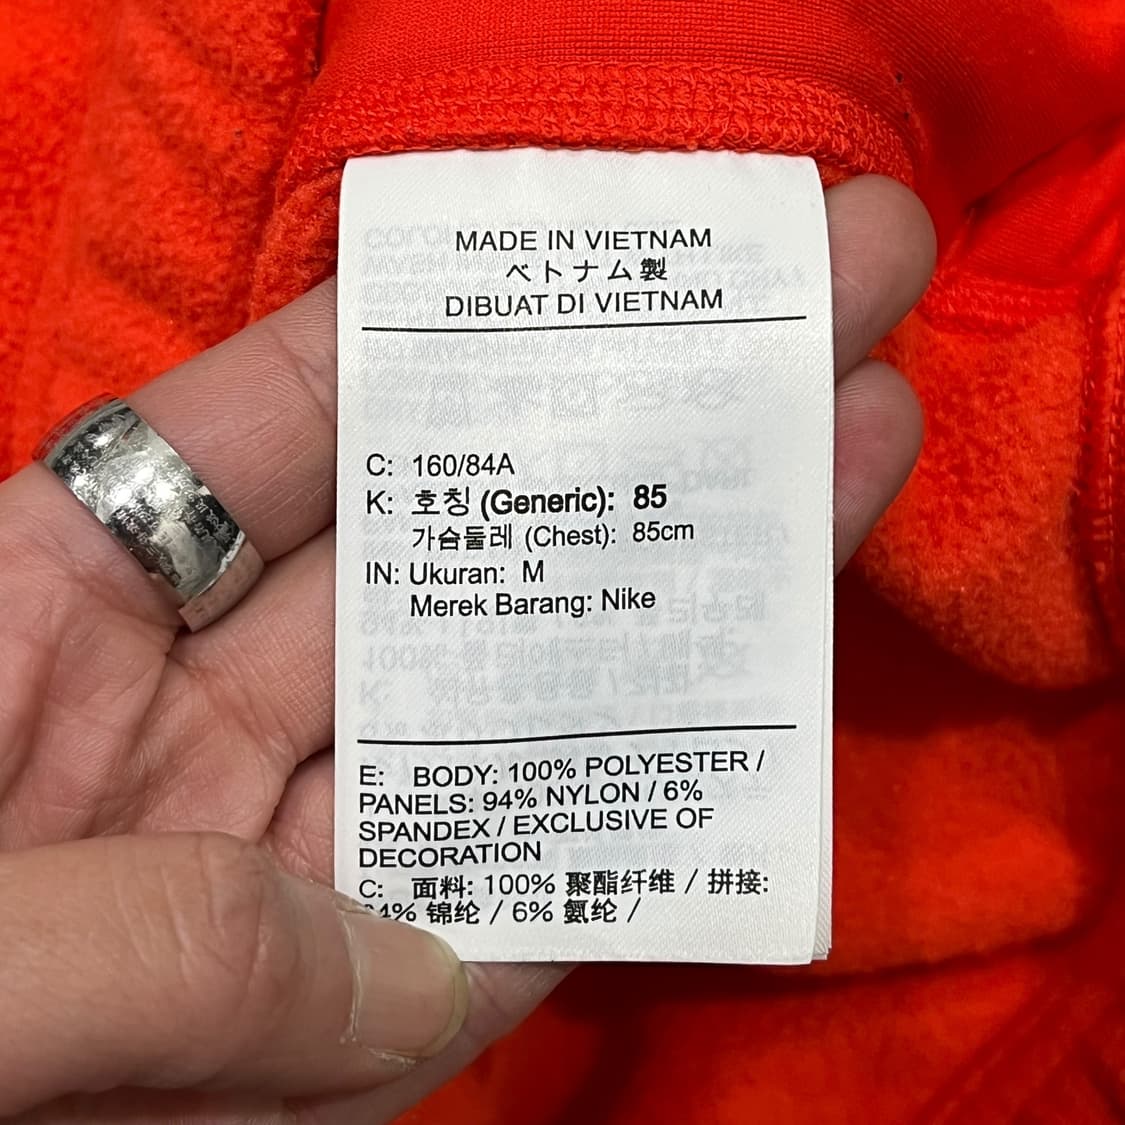 MADE IN VIETNAM
ベトナム製
DIBUAT DI VIETNAM
C: 160/84A
K: 호칭 (Generic): 85
가슴둘레 (Chest): 85cm
IN: Ukuran: M
Merek Barang: Nike
E: BODY: 100% POLYESTER /
PANELS: 94% NYLON / 6%
SPANDEX / EXCLUSIVE OF
DECORATION
C: 面料: 100% 聚酯纤维 / 拼接:
锦纶 / 6% 氨纶 /